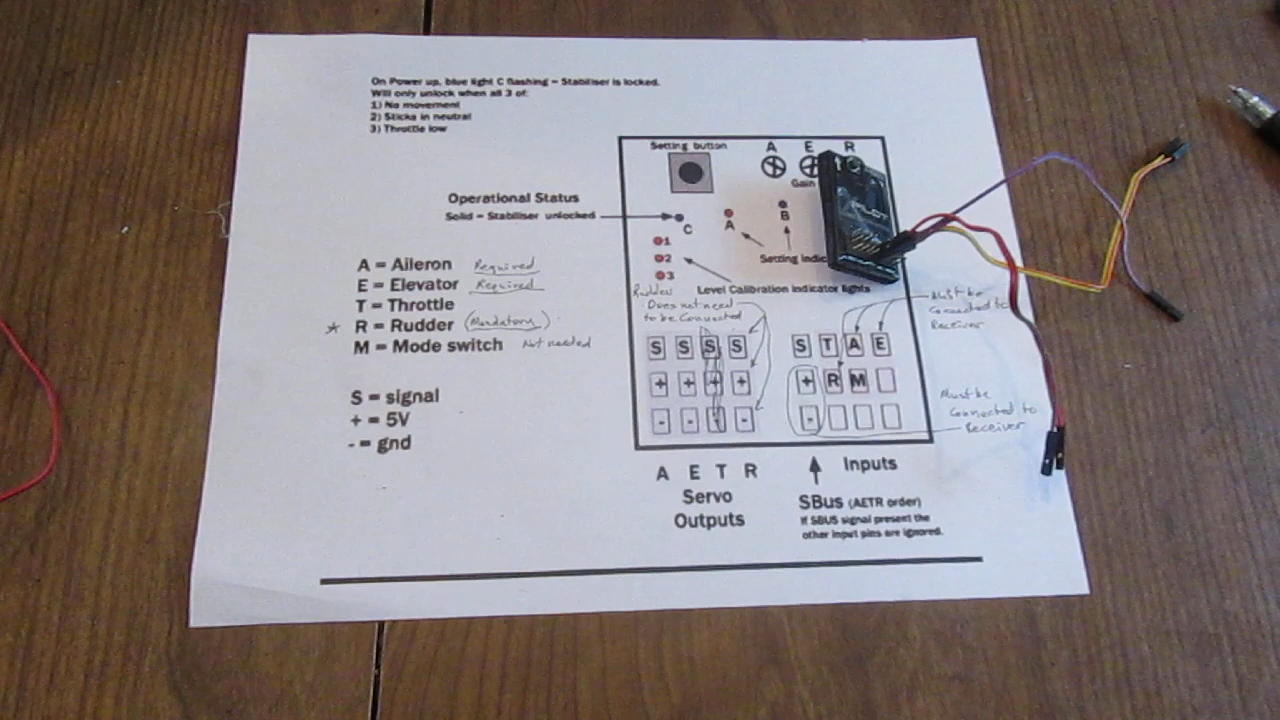 On Power up, blue light C flashing = Stabiliser is locked.
Will only unlock when all 3 of:
1) No movement
2) Sticks in neutral
3) Throttle low
Setting button
A E R
Gain
Operational Status
Solid = Stabiliser unlocked
C
A
B
1
2
3
Setting Indic
Level Calibration Indicator lights
A = Aileron Required
E = Elevator Required
T = Throttle
* R = Rudder (Mandatory)
M = Mode switch Not needed
S = signal
+ = 5V
- = gnd
Rudder
Does not need
to be Connected
Must be
Connected to
Receiver
S S S S
+ + + +
- - - -
S T A E
+ R M
-
Must be
Connected to
Receiver
A E T R
Servo
Outputs
Inputs
SBus (AETR order)
If SBUS signal present the
other input pins are ignored.
PILOT